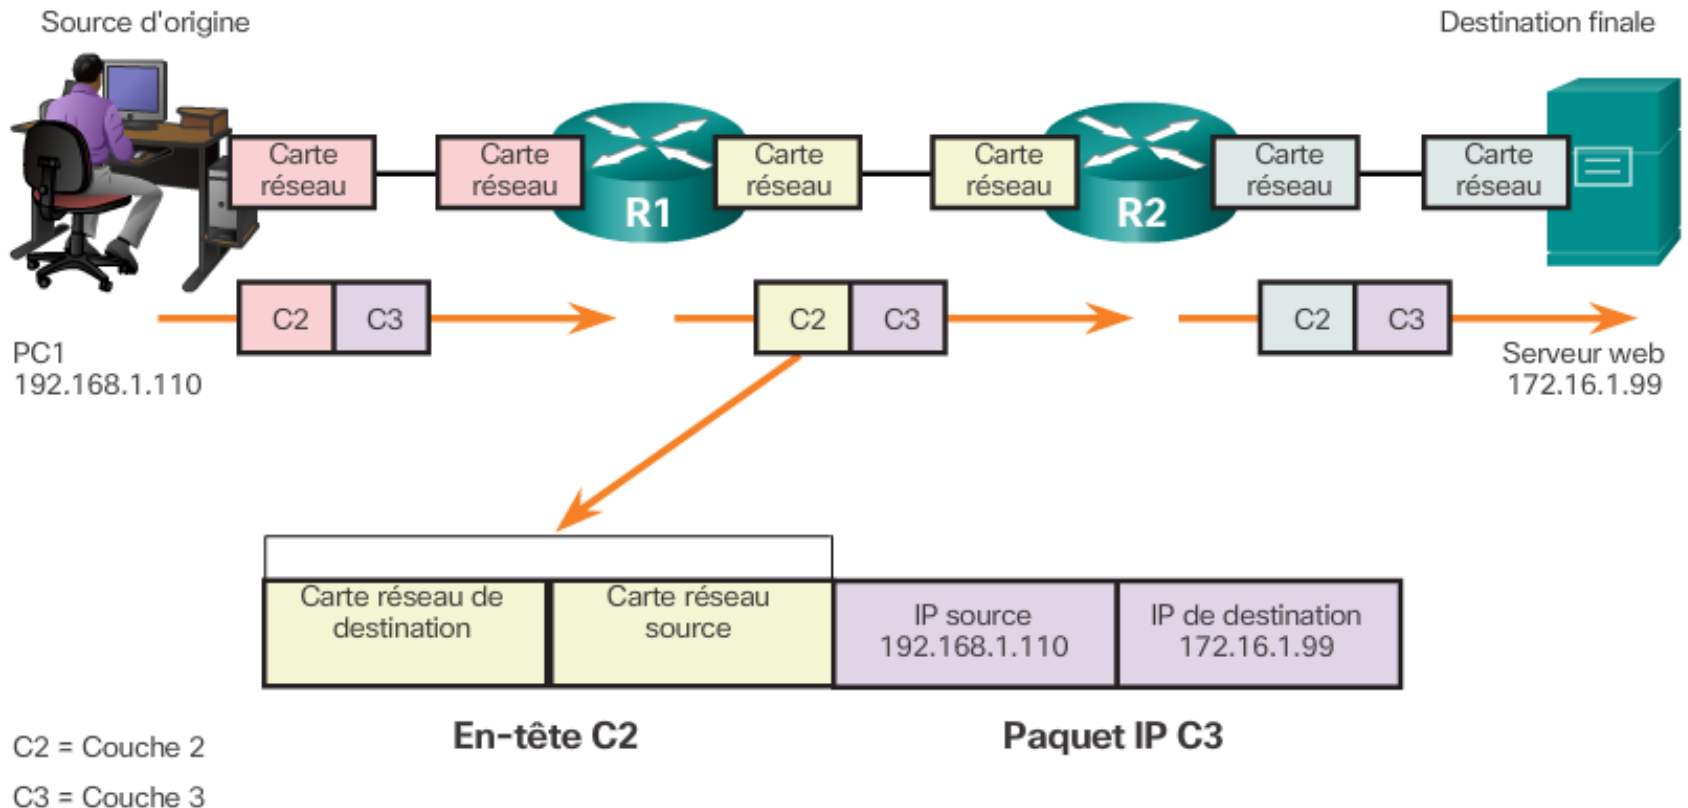 Source d'origine
Destination finale
Carte
réseau
Carte
réseau
R1
Carte
réseau
Carte
réseau
R2
Carte
réseau
Carte
réseau
C2 C3
C2 C3
C2 C3
PC1
192.168.1.110
Serveur web
172.16.1.99
Carte réseau de
destination
Carte réseau
source
IP source
192.168.1.110
IP de destination
172.16.1.99
En-tête C2
Paquet IP C3
C2 = Couche 2
C3 = Couche 3